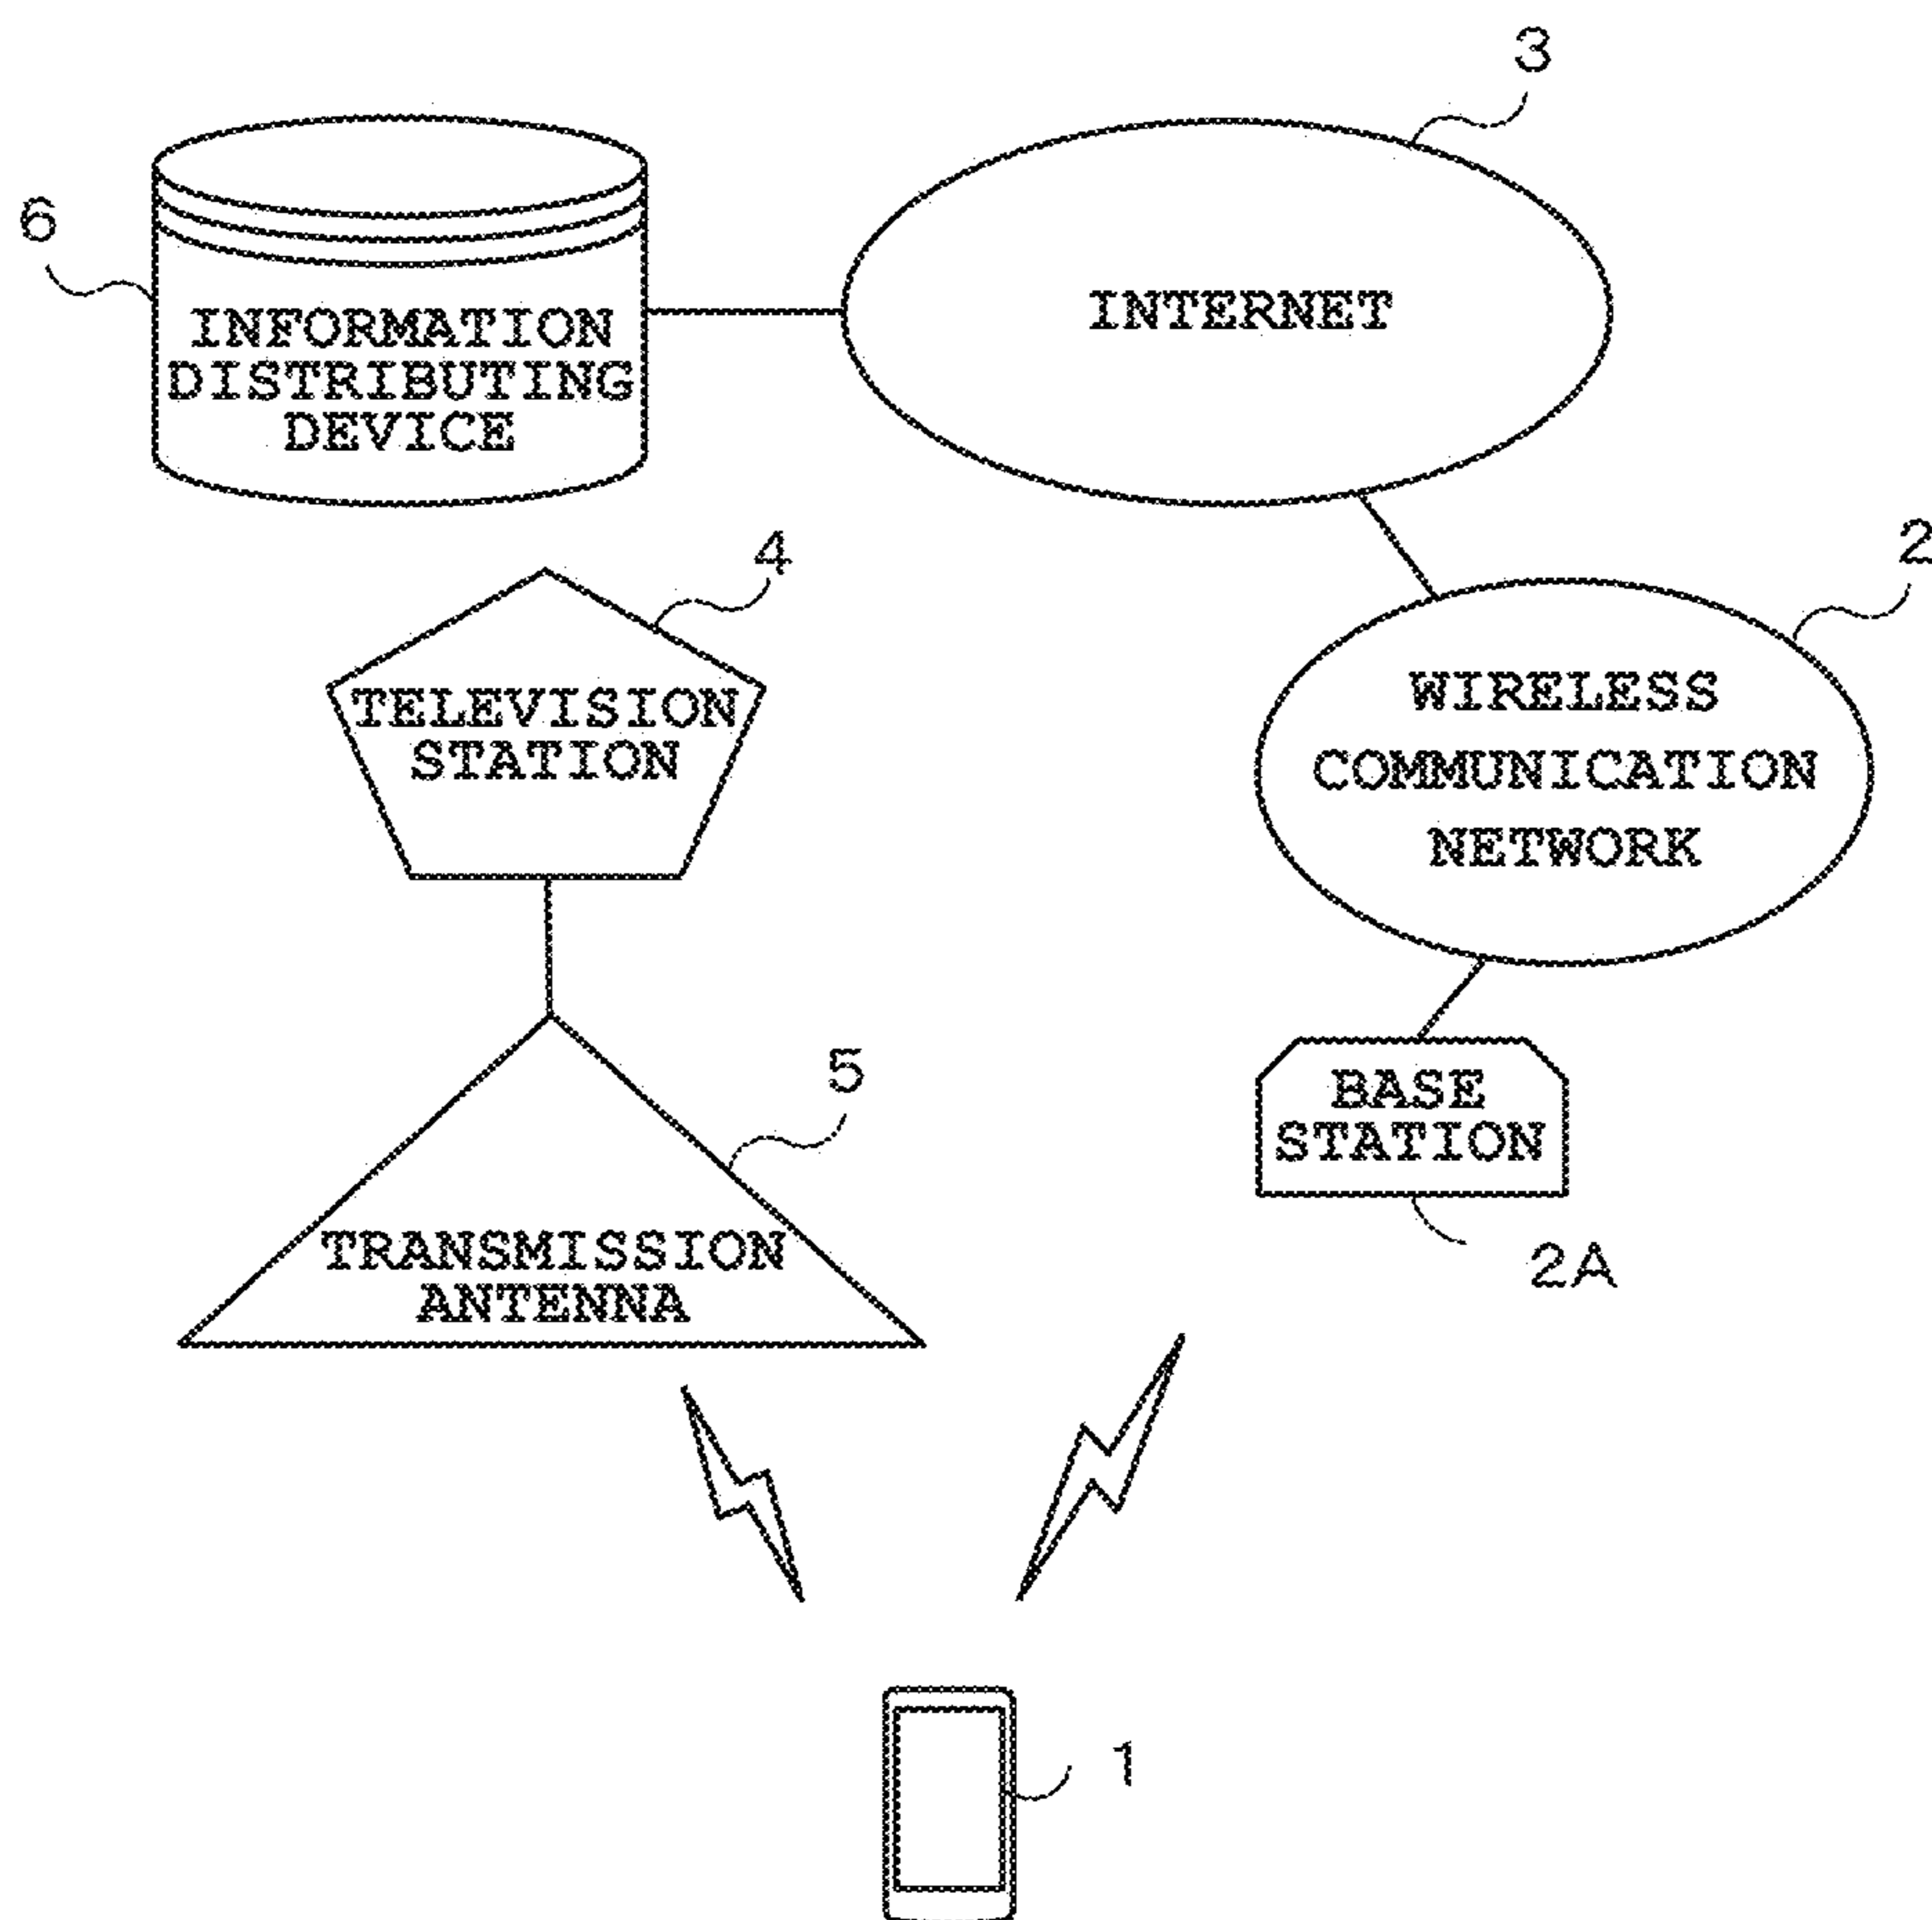 3
6
INFORMATION
DISTRIBUTING
DEVICE
INTERNET
4
2
TELEVISION
STATION
WIRELESS
COMMUNICATION
NETWORK
5
BASE
STATION
2A
TRANSMISSION
ANTENNA
1